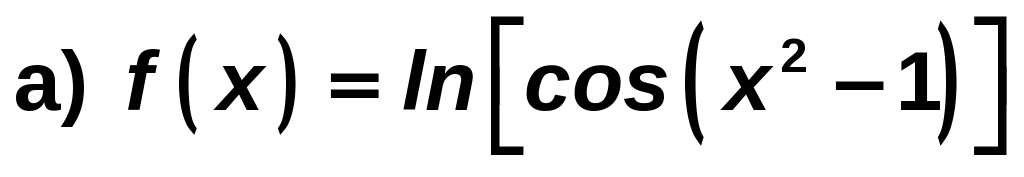 a) f(x) = ln[cos(x² − 1)]